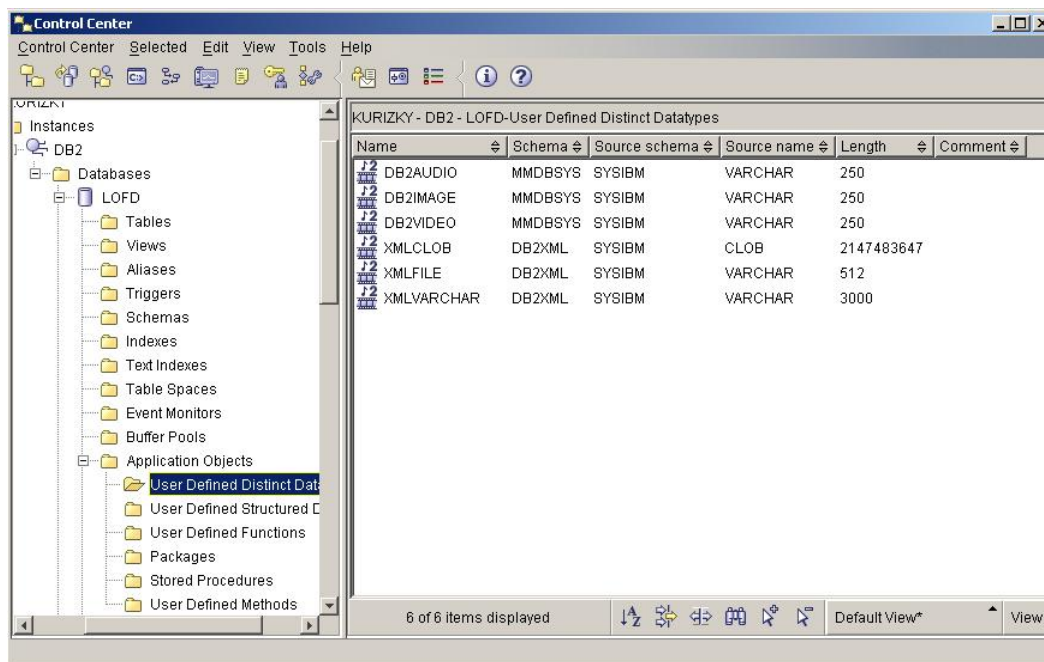 Control Center
Control Center Selected Edit View Tools Help
KURIZKY
Instances
DB2
Databases
LOFD
Tables
Views
Aliases
Triggers
Schemas
Indexes
Text Indexes
Table Spaces
Event Monitors
Buffer Pools
Application Objects
User Defined Distinct Dat
User Defined Structured D
User Defined Functions
Packages
Stored Procedures
User Defined Methods
KURIZKY - DB2 - LOFD-User Defined Distinct Datatypes
Name Schema Source schema Source name Length Comment
DB2AUDIO MMDBSYS SYSIBM VARCHAR 250
DB2IMAGE MMDBSYS SYSIBM VARCHAR 250
DB2VIDEO MMDBSYS SYSIBM VARCHAR 250
XMLCLOB DB2XML SYSIBM CLOB 2147483647
XMLFILE DB2XML SYSIBM VARCHAR 512
XMLVARCHAR DB2XML SYSIBM VARCHAR 3000
6 of 6 items displayed Default View* View